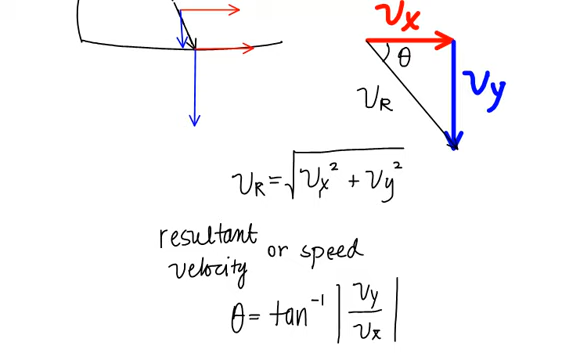 vx
θ
vR
vy
vR = √(vx² + vy²)
resultant velocity or speed
θ = tan⁻¹ |vy/vx|